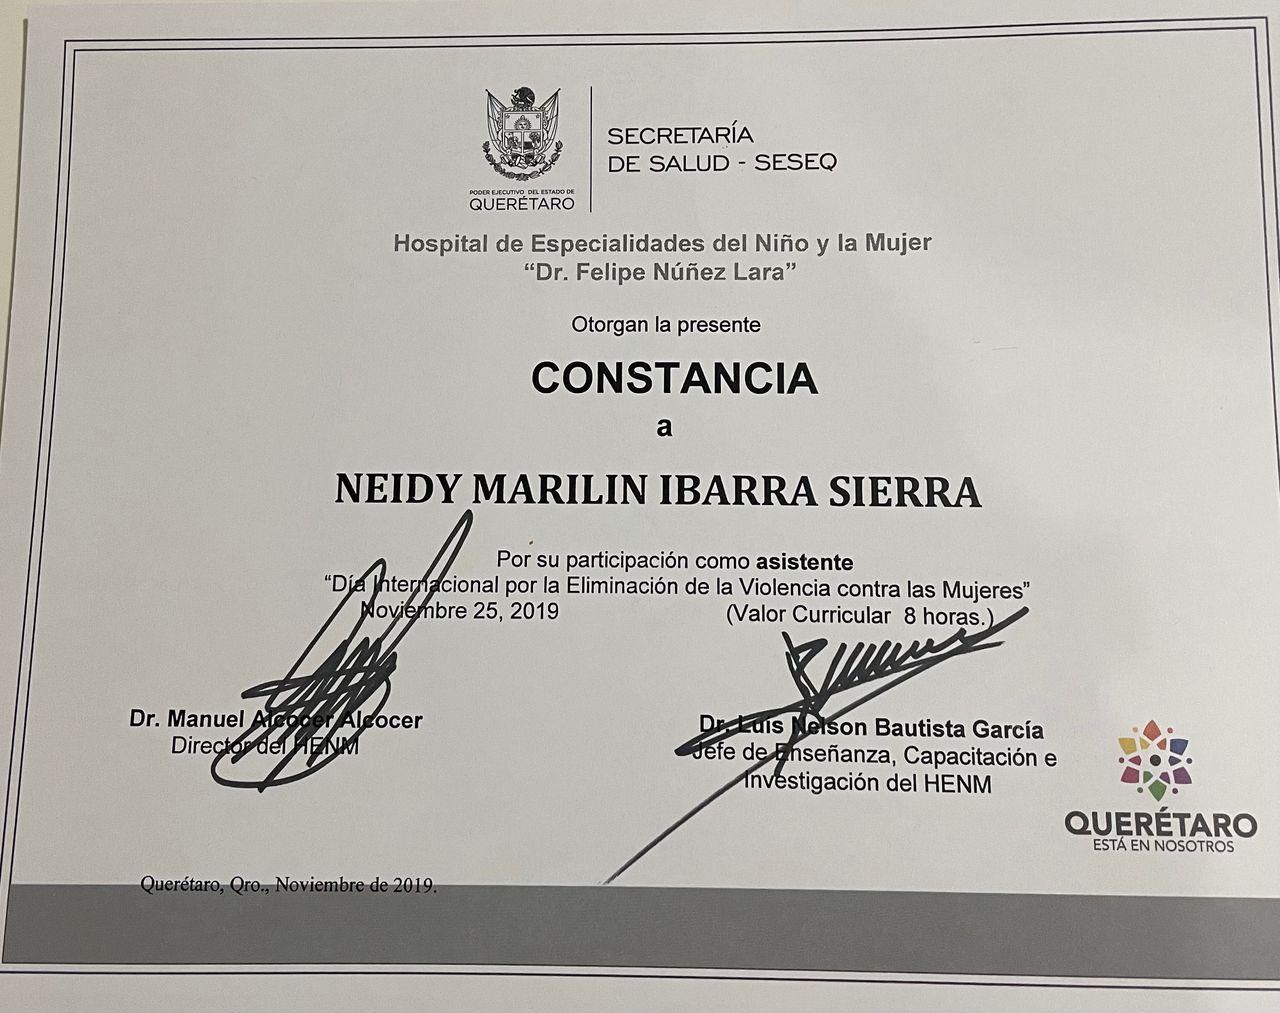 PODER EJECUTIVO DEL ESTADO DE
QUERÉTARO
SECRETARÍA
DE SALUD - SESEQ
Hospital de Especialidades del Niño y la Mujer
“Dr. Felipe Núñez Lara”
Otorgan la presente
CONSTANCIA
a
NEIDY MARILIN IBARRA SIERRA
Por su participación como asistente
“Día Internacional por la Eliminación de la Violencia contra las Mujeres”
Noviembre 25, 2019 (Valor Curricular 8 horas.)
Dr. Manuel Alcocer Alcocer
Director del HENM
Dr. Luis Nelson Bautista García
Jefe de Enseñanza, Capacitación e
Investigación del HENM
QUERÉTARO
ESTÁ EN NOSOTROS
Querétaro, Qro., Noviembre de 2019.